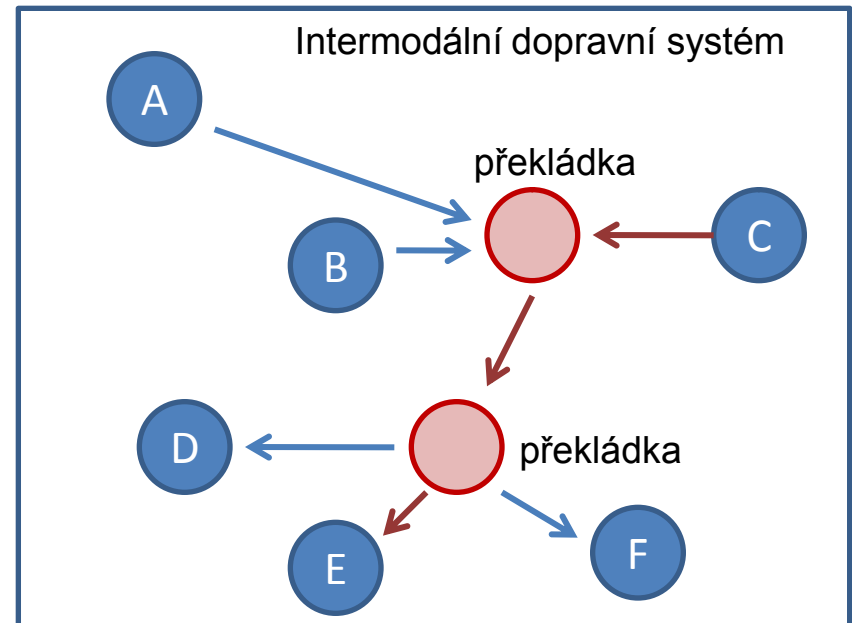 Intermodální dopravní systém
A
překládka
B
C
D
překládka
E
F